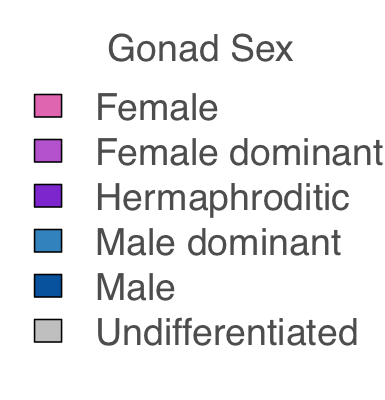 Gonad Sex
Female
Female dominant
Hermaphroditic
Male dominant
Male
Undifferentiated